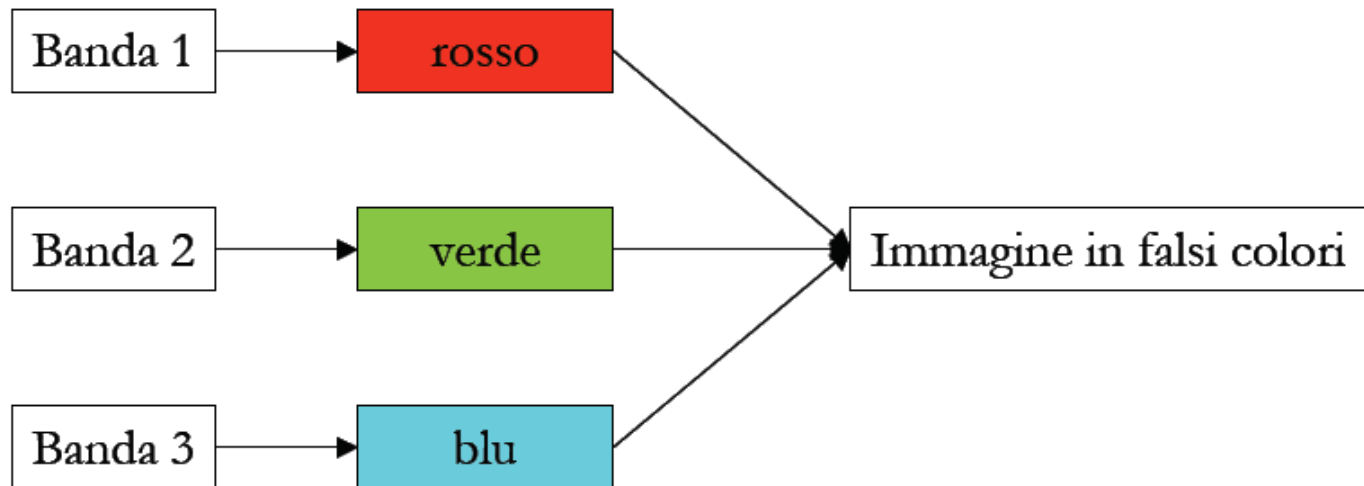 Banda 1
rosso
Banda 2
verde
Immagine in falsi colori
Banda 3
blu